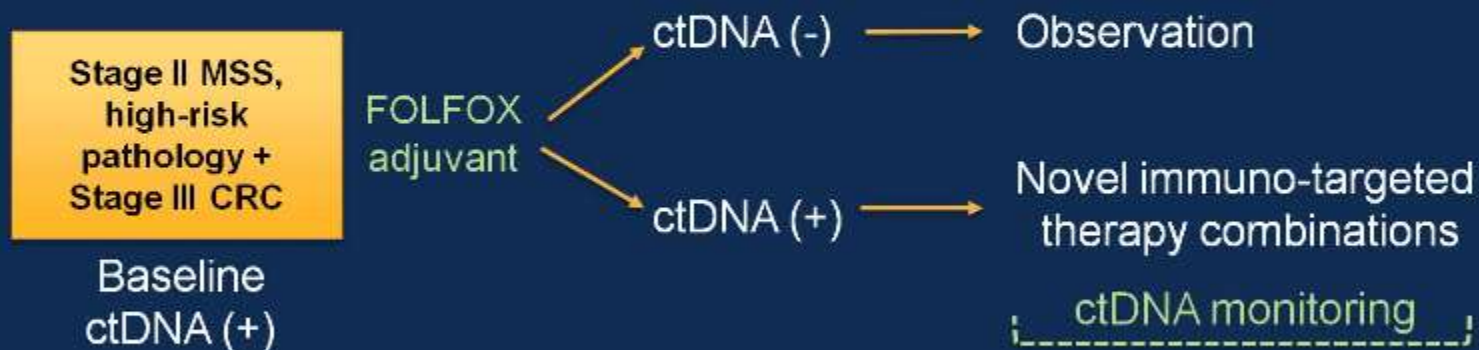 Stage II MSS,
high-risk
pathology +
Stage III CRC
Baseline
ctDNA (+)
FOLFOX
adjuvant
ctDNA (-)
Observation
ctDNA (+)
Novel immuno-targeted
therapy combinations
ctDNA monitoring